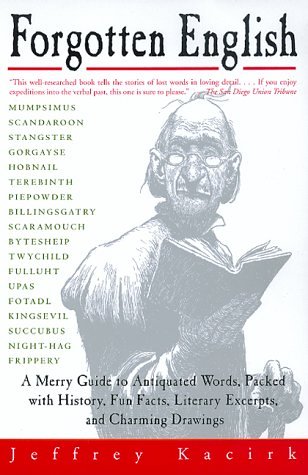 Forgotten English
"This well-researched book tells the stories of lost words in loving detail. . . . If you enjoy
expeditions into the verbal past, this one is sure to please." —The San Diego Union Tribune
MUMPSIMUS
SCANDAROON
STANGSTER
GORGAYSE
HOBNAIL
TEREBINTH
PIEPOWDER
BILLINGSGATRY
SCARAMOUCH
BYTESHEIP
TWYCHILD
FULLUHT
UPAS
FOTADL
KINGSEVIL
SUCCUBUS
NIGHT-HAG
FRIPPERY
A Merry Guide to Antiquated Words, Packed
with History, Fun Facts, Literary Excerpts,
and Charming Drawings
Jeffrey Kacirk